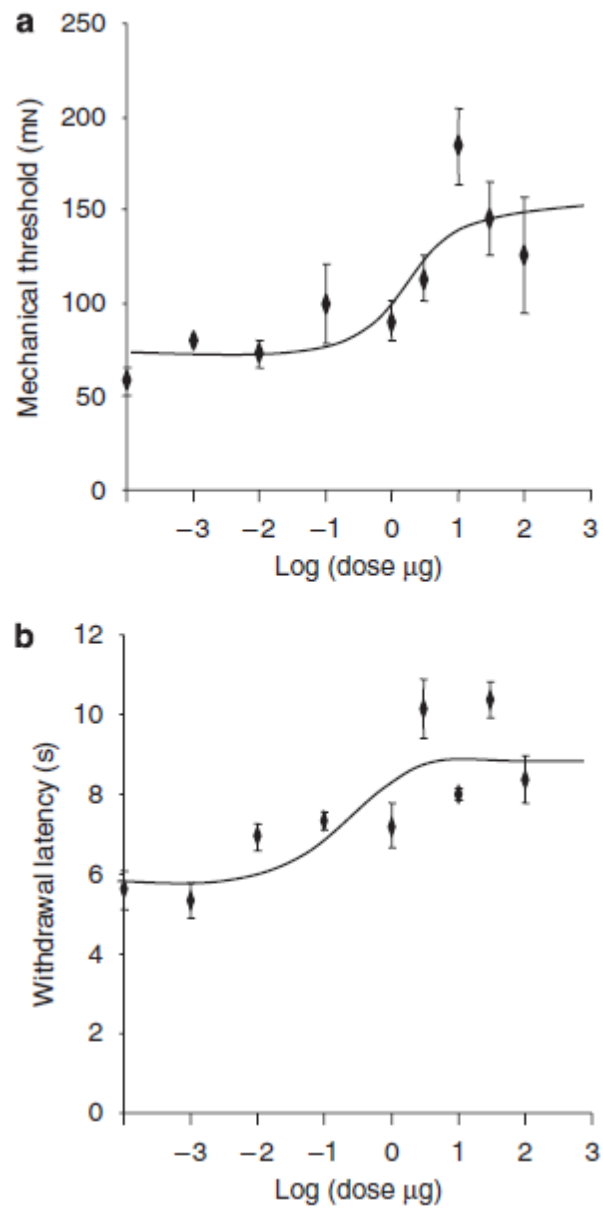 a
250
200
150
100
50
0
Mechanical threshold (mN)
−3 −2 −1 0 1 2 3
Log (dose μg)
b
12
10
8
6
4
2
0
Withdrawal latency (s)
−3 −2 −1 0 1 2 3
Log (dose μg)